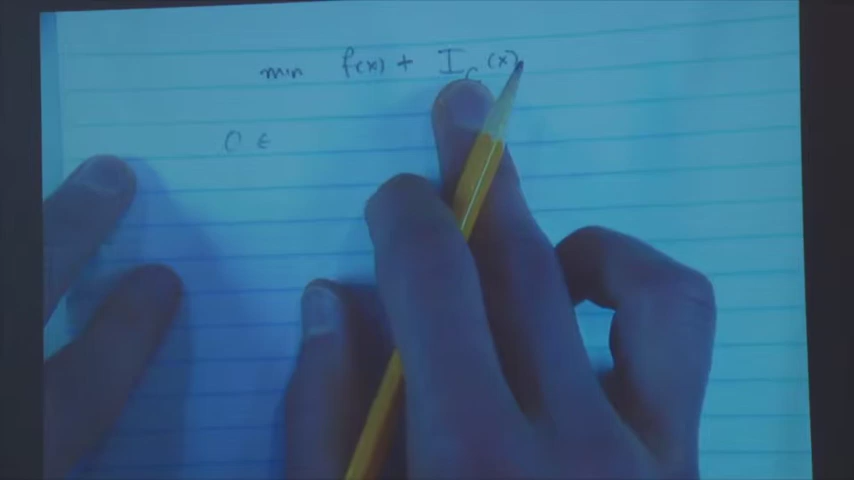 min f(x) + I_C(x)
0 ∈